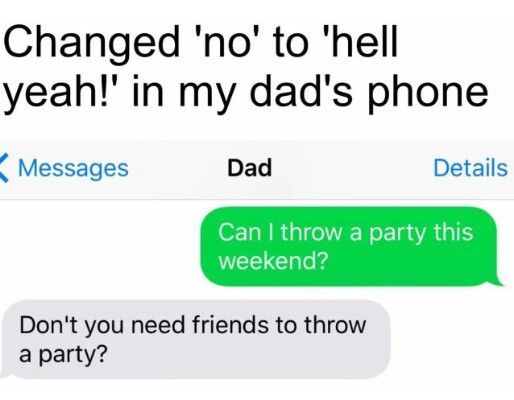 Changed 'no' to 'hell
yeah!' in my dad's phone
Messages Dad Details
Can I throw a party this
weekend?
Don't you need friends to throw
a party?